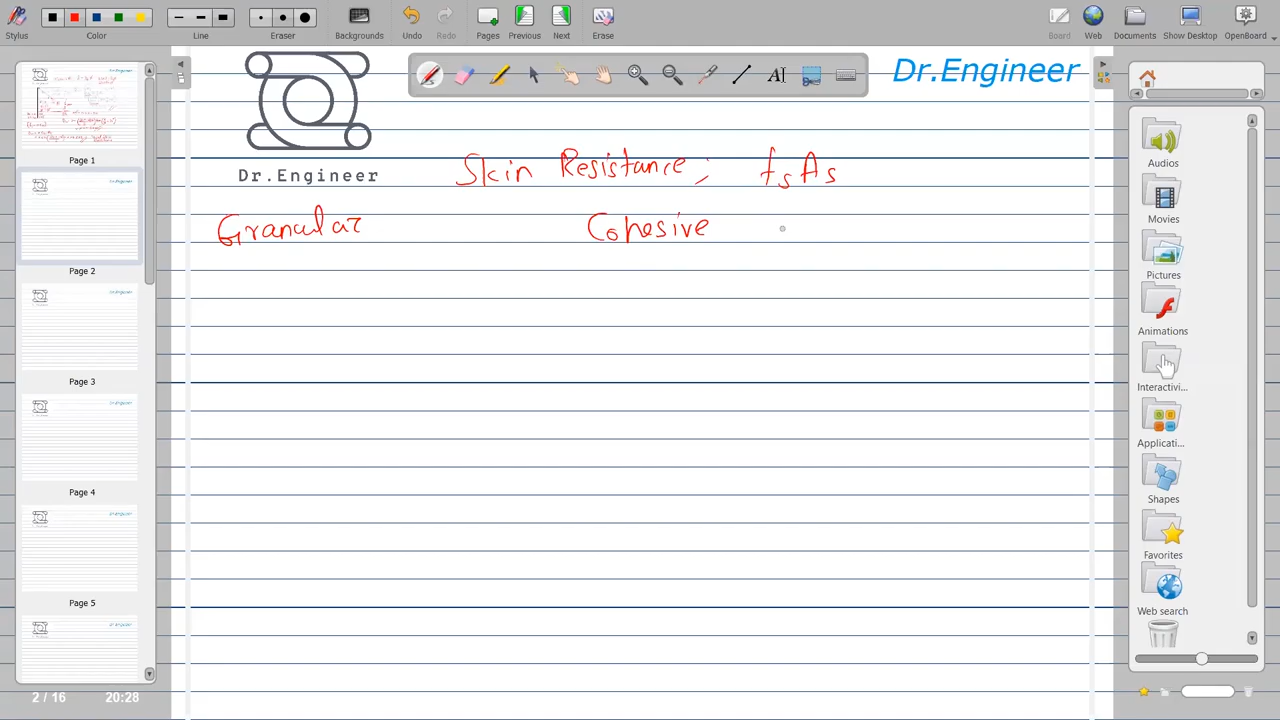 Stylus Color Line Eraser Backgrounds Undo Redo Pages Previous Next Erase Board Web Documents Show Desktop OpenBoard
Dr.Engineer
Dr.Engineer
Skin Resistance; fsAs
Granular Cohesive
Page 1
Page 2
Page 3
Page 4
Page 5
2 / 16 20:28
Audios
Movies
Pictures
Animations
Interactivi...
Applicati...
Shapes
Favorites
Web search